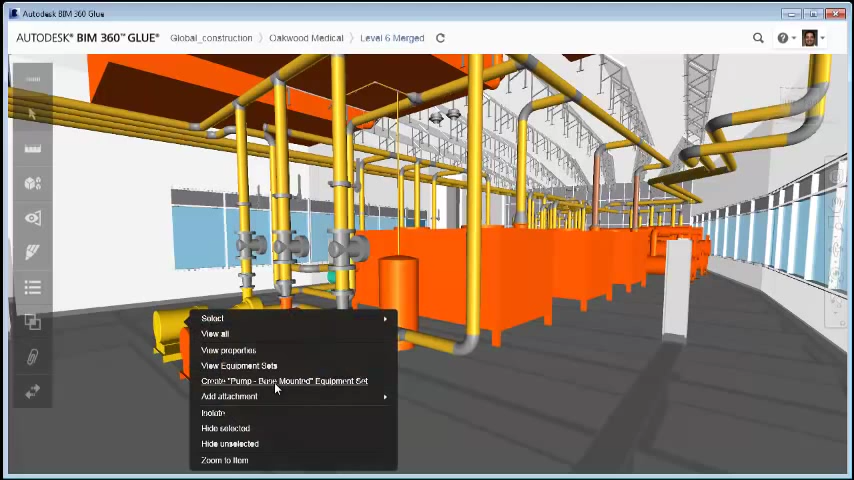 Autodesk BIM 360 Glue
AUTODESK® BIM 360™ GLUE® Global_construction Oakwood Medical Level 6 Merged
Select
View all
View properties
View Equipment Sets
Create "Pump - Base Mounted" Equipment Set
Add attachment
Isolate
Hide selected
Hide unselected
Zoom to Item